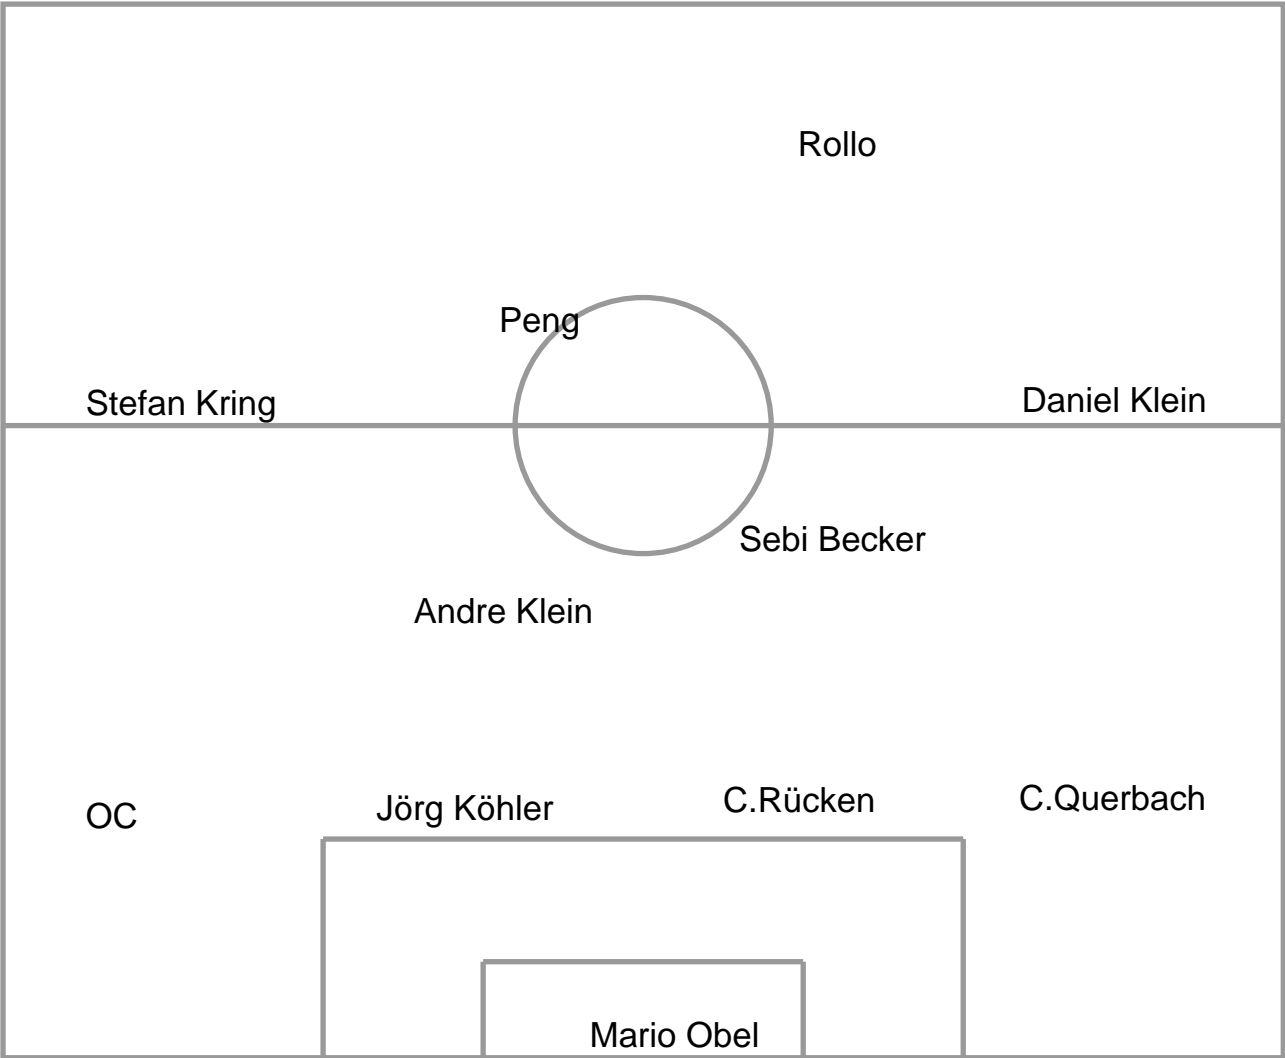 Rollo
Peng
Stefan Kring
Daniel Klein
Sebi Becker
Andre Klein
OC
Jörg Köhler
C.Rücken
C.Querbach
Mario Obel